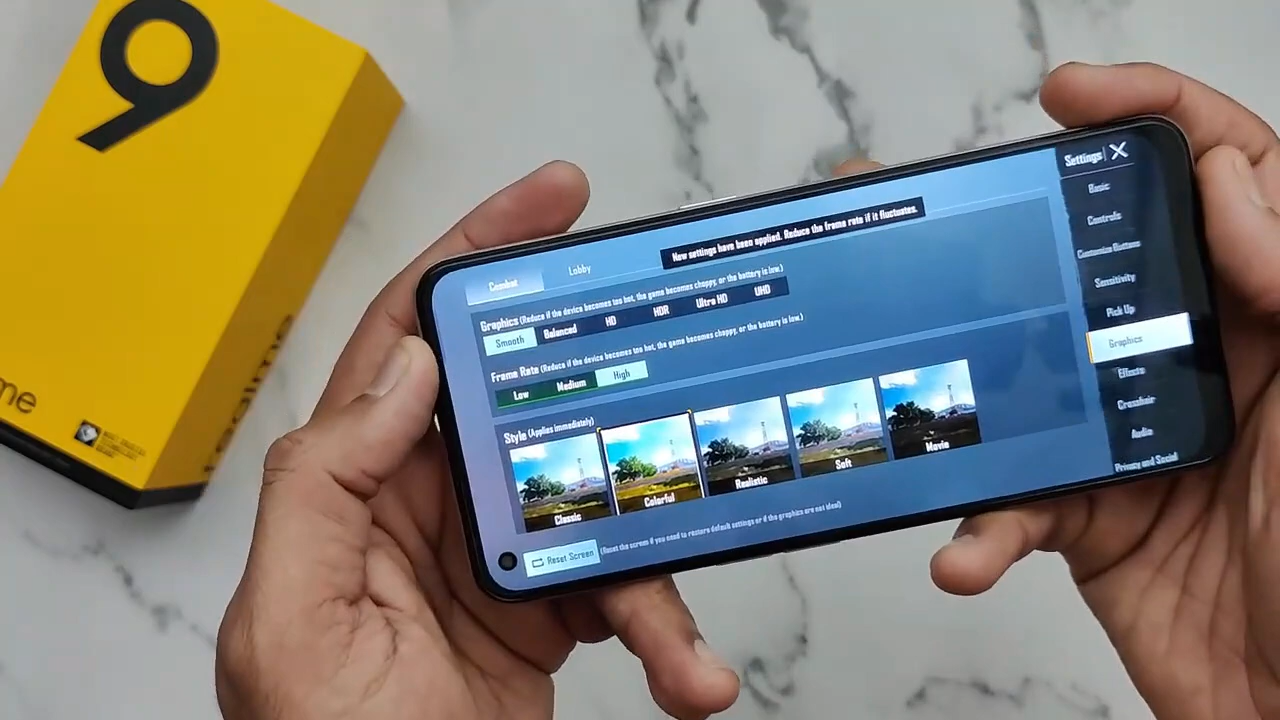 9
me
realme
Settings
Basic
Controls
Customize Buttons
Sensitivity
Pick Up
Graphics
Effects
Crosshair
Audio
Privacy and Social
Combat
Lobby
New settings have been applied. Reduce the frame rate if it fluctuates.
Graphics (Reduce if the device becomes too hot, the game becomes choppy, or the battery is low.)
Smooth Balanced HD HDR Ultra HD UHD
Frame Rate (Reduce if the device becomes too hot, the game becomes choppy, or the battery is low.)
Low Medium High
Style (Applies immediately)
Classic Colorful Realistic Soft Movie
Reset Screen (Reset the screen if you need to restore default settings or if the graphics are not ideal)